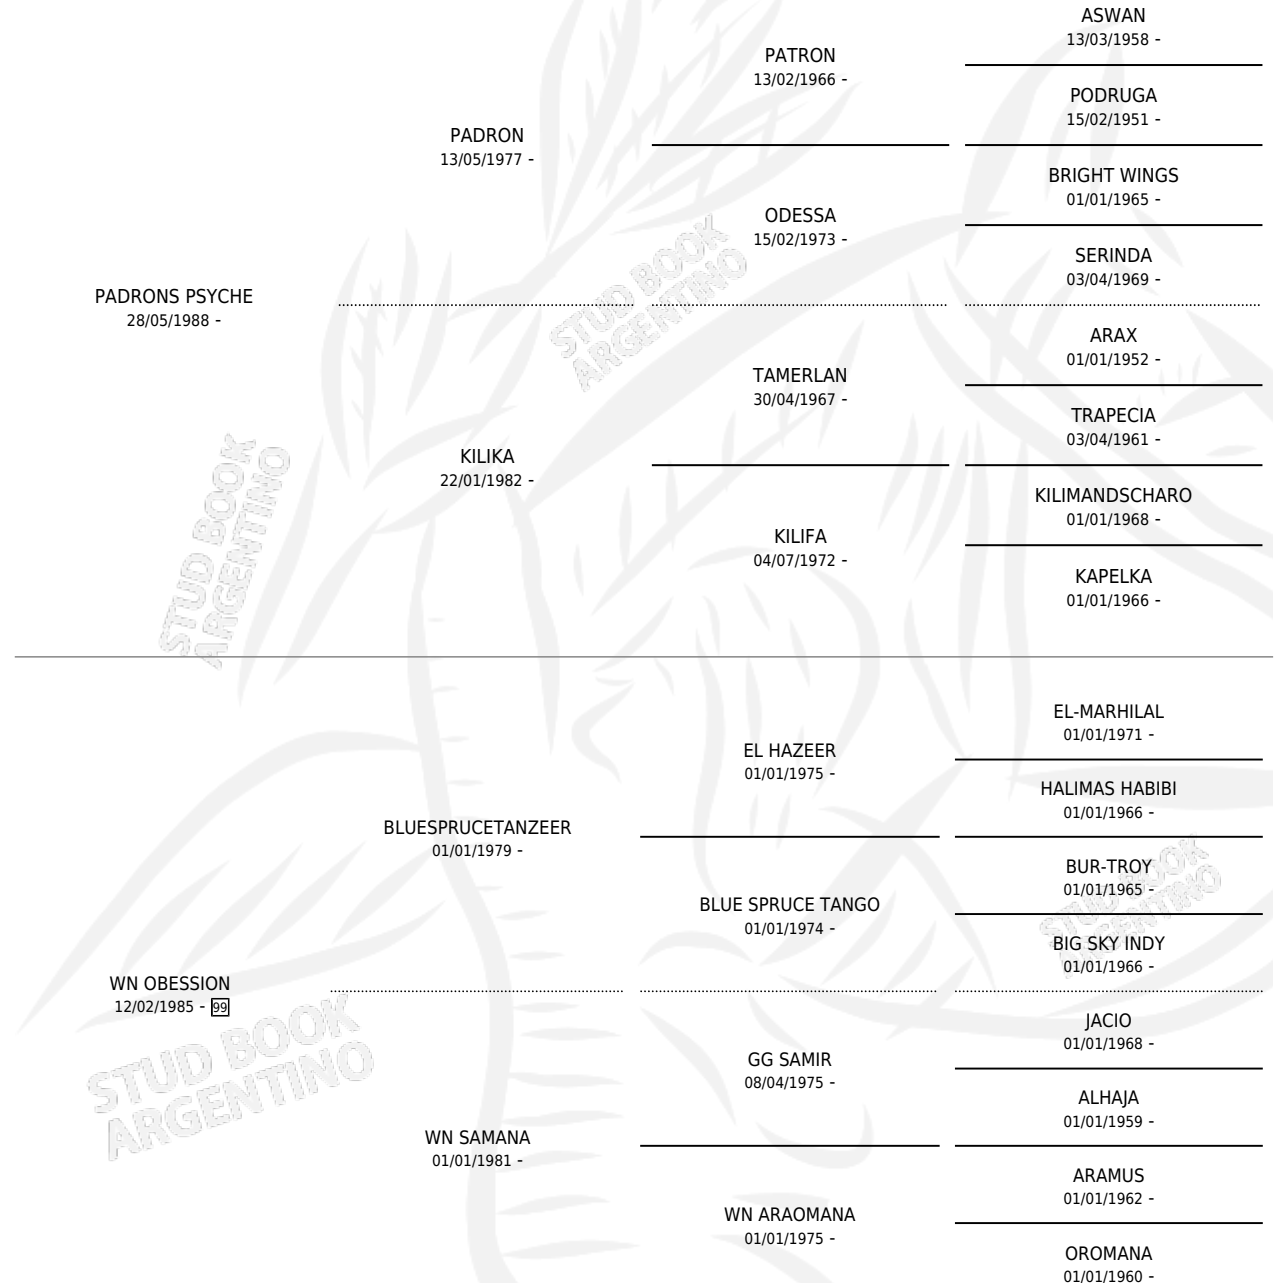 ASWAN
13/03/1958 -
PATRON
13/02/1966 -
PODRUGA
15/02/1951 -
PADRON
13/05/1977 -
BRIGHT WINGS
01/01/1965 -
ODESSA
15/02/1973 -
SERINDA
03/04/1969 -
PADRONS PSYCHE
28/05/1988 -
ARAX
01/01/1952 -
TAMERLAN
30/04/1967 -
TRAPECIA
03/04/1961 -
KILIKA
22/01/1982 -
KILIMANDSCHARO
01/01/1968 -
KILIFA
04/07/1972 -
KAPELKA
01/01/1966 -
EL-MARHILAL
01/01/1971 -
EL HAZEER
01/01/1975 -
HALIMAS HABIBI
01/01/1966 -
BLUESPRUCETANZEER
01/01/1979 -
BUR-TROY
01/01/1965 -
BLUE SPRUCE TANGO
01/01/1974 -
BIG SKY INDY
01/01/1966 -
WN OBESSION
12/02/1985 - 99
JACIO
01/01/1968 -
GG SAMIR
08/04/1975 -
ALHAJA
01/01/1959 -
WN SAMANA
01/01/1981 -
ARAMUS
01/01/1962 -
WN ARAOMANA
01/01/1975 -
OROMANA
01/01/1960 -
STUD BOOK
ARGENTINO
STUD BOOK
ARGENTINO
STUD BOOK
ARGENTINO
STUD BOOK
ARGENTINO